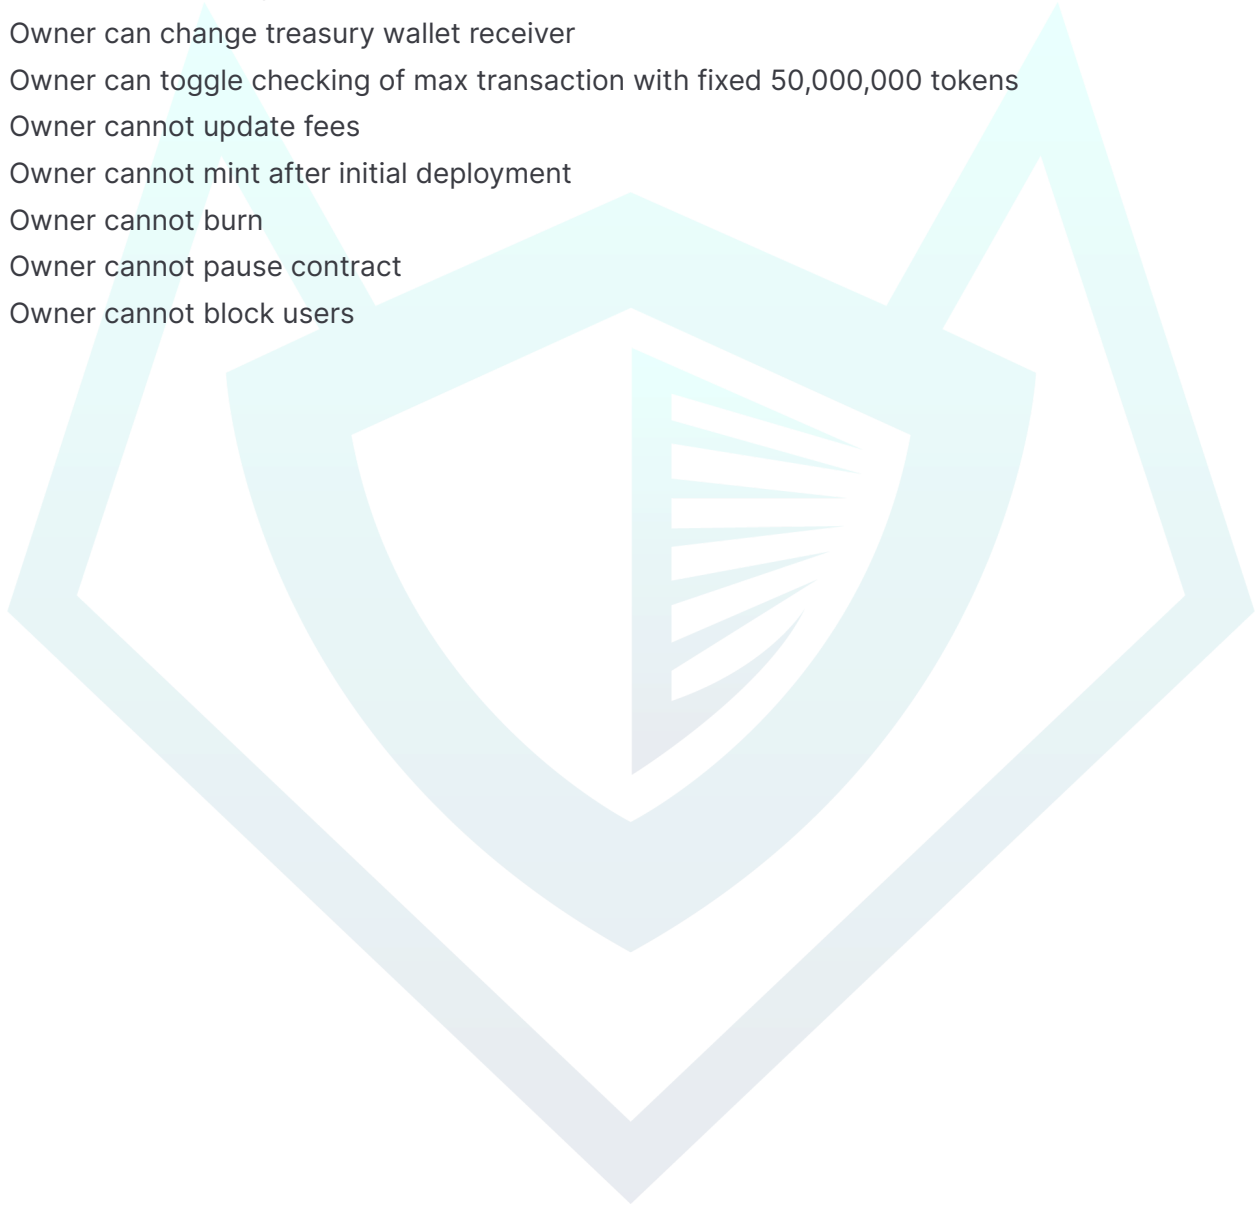 Owner can change treasury wallet receiver
Owner can toggle checking of max transaction with fixed 50,000,000 tokens
Owner cannot update fees
Owner cannot mint after initial deployment
Owner cannot burn
Owner cannot pause contract
Owner cannot block users